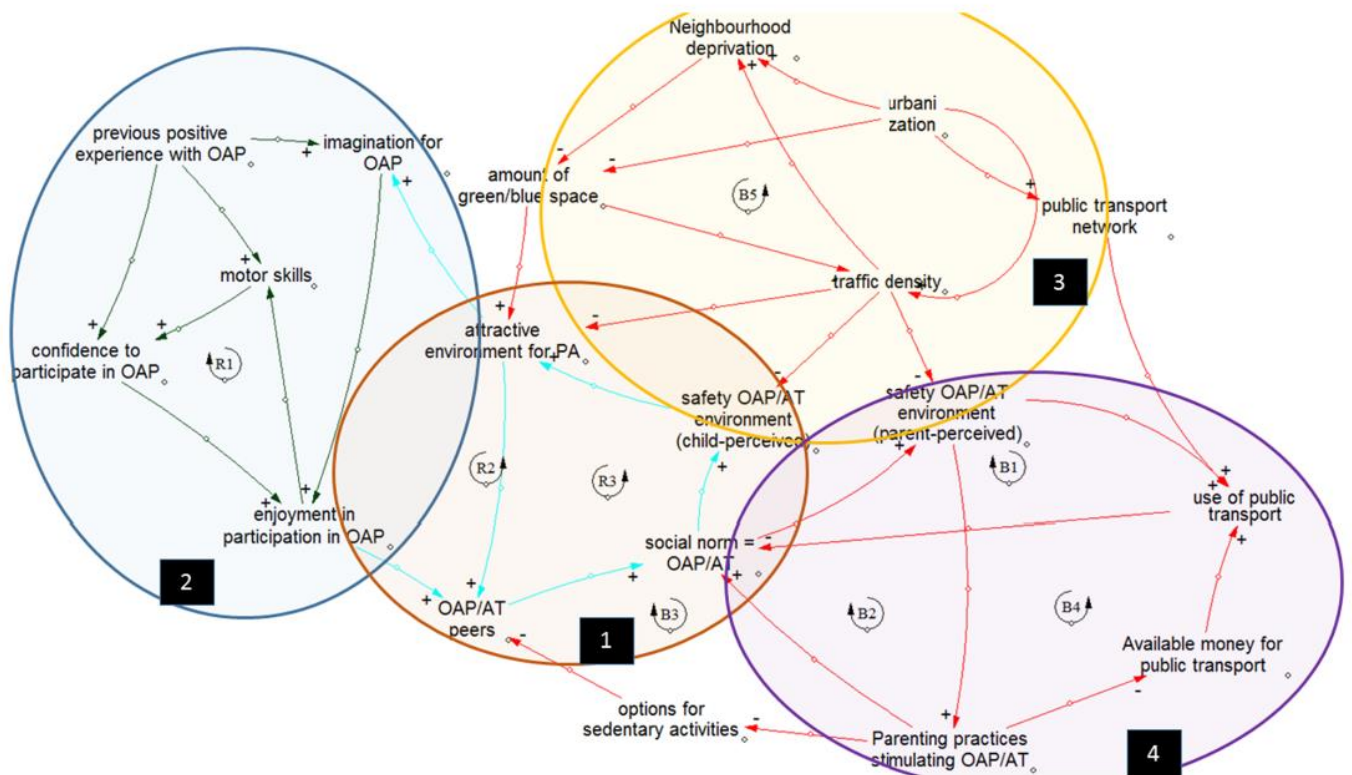 Neighbourhood
deprivation
+ +
urbani
zation
previous positive
experience with OAP
+
imagination for
OAP
+
-
-
amount of
green/blue space
B5
+
public transport
network
3
+
motor skills
traffic density
+
+
+
confidence to
participate in OAP
R1
+
-
attractive
environment for PA
+
-
safety OAP/AT
environment
(child-perceived)
-
safety OAP/AT
environment
(parent-perceived)
+
R2
R3
+
B1
+
+
use of public
transport
+
+
+
enjoyment in
participation in OAP
social norm =
OAP/AT
-
+
2
+
+
OAP/AT
peers
+
-
1
B3
B2
B4
Available money for
public transport
-
options for
sedentary activities
-
+
Parenting practices
stimulating OAP/AT
4